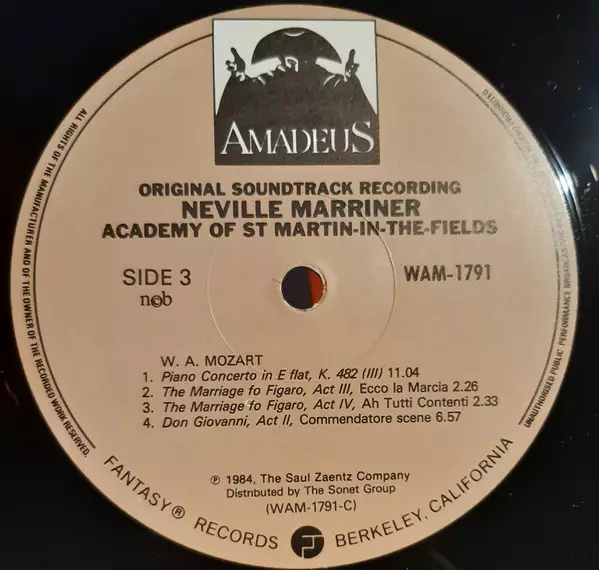 AMADEUS
ORIGINAL SOUNDTRACK RECORDING
NEVILLE MARRINER
ACADEMY OF ST MARTIN-IN-THE-FIELDS
SIDE 3
WAM-1791
ncb
W. A. MOZART
1. Piano Concerto in E flat, K. 482 (III) 11.04
2. The Marriage fo Figaro, Act III, Ecco la Marcia 2.26
3. The Marriage fo Figaro, Act IV, Ah Tutti Contenti 2.33
4. Don Giovanni, Act II, Commendatore scene 6.57
℗ 1984, The Saul Zaentz Company
Distributed by The Sonet Group
(WAM-1791-C)
FANTASY® RECORDS BERKELEY, CALIFORNIA
ALL RIGHTS OF THE MANUFACTURER AND OF THE OWNER OF THE RECORDED WORK RESERVED.
UNAUTHORISED PUBLIC PERFORMANCE BROADCAST